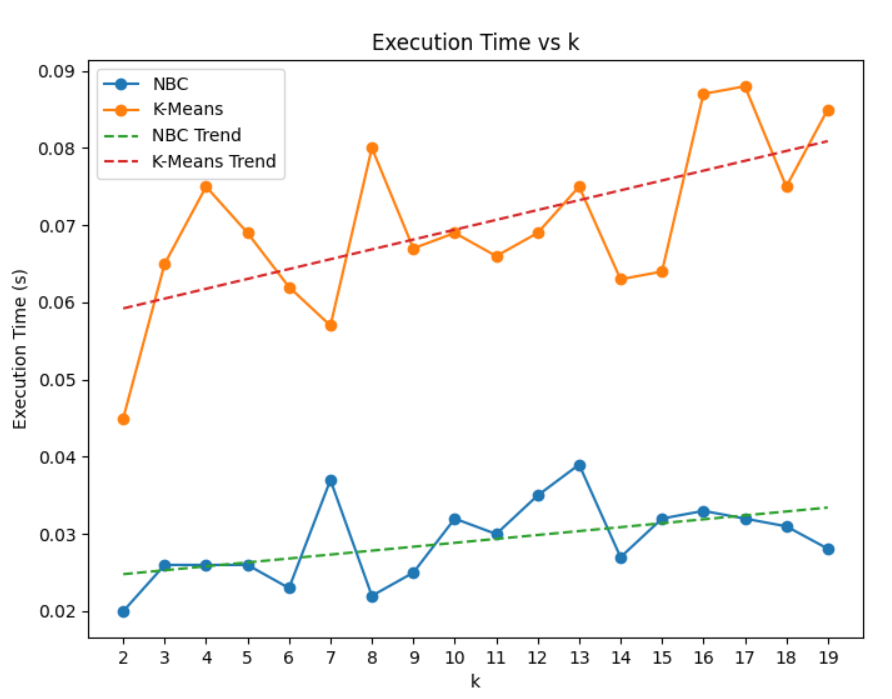 Execution Time vs k
NBC
K-Means
NBC Trend
K-Means Trend
Execution Time (s)
0.09
0.08
0.07
0.06
0.05
0.04
0.03
0.02
2 3 4 5 6 7 8 9 10 11 12 13 14 15 16 17 18 19
k